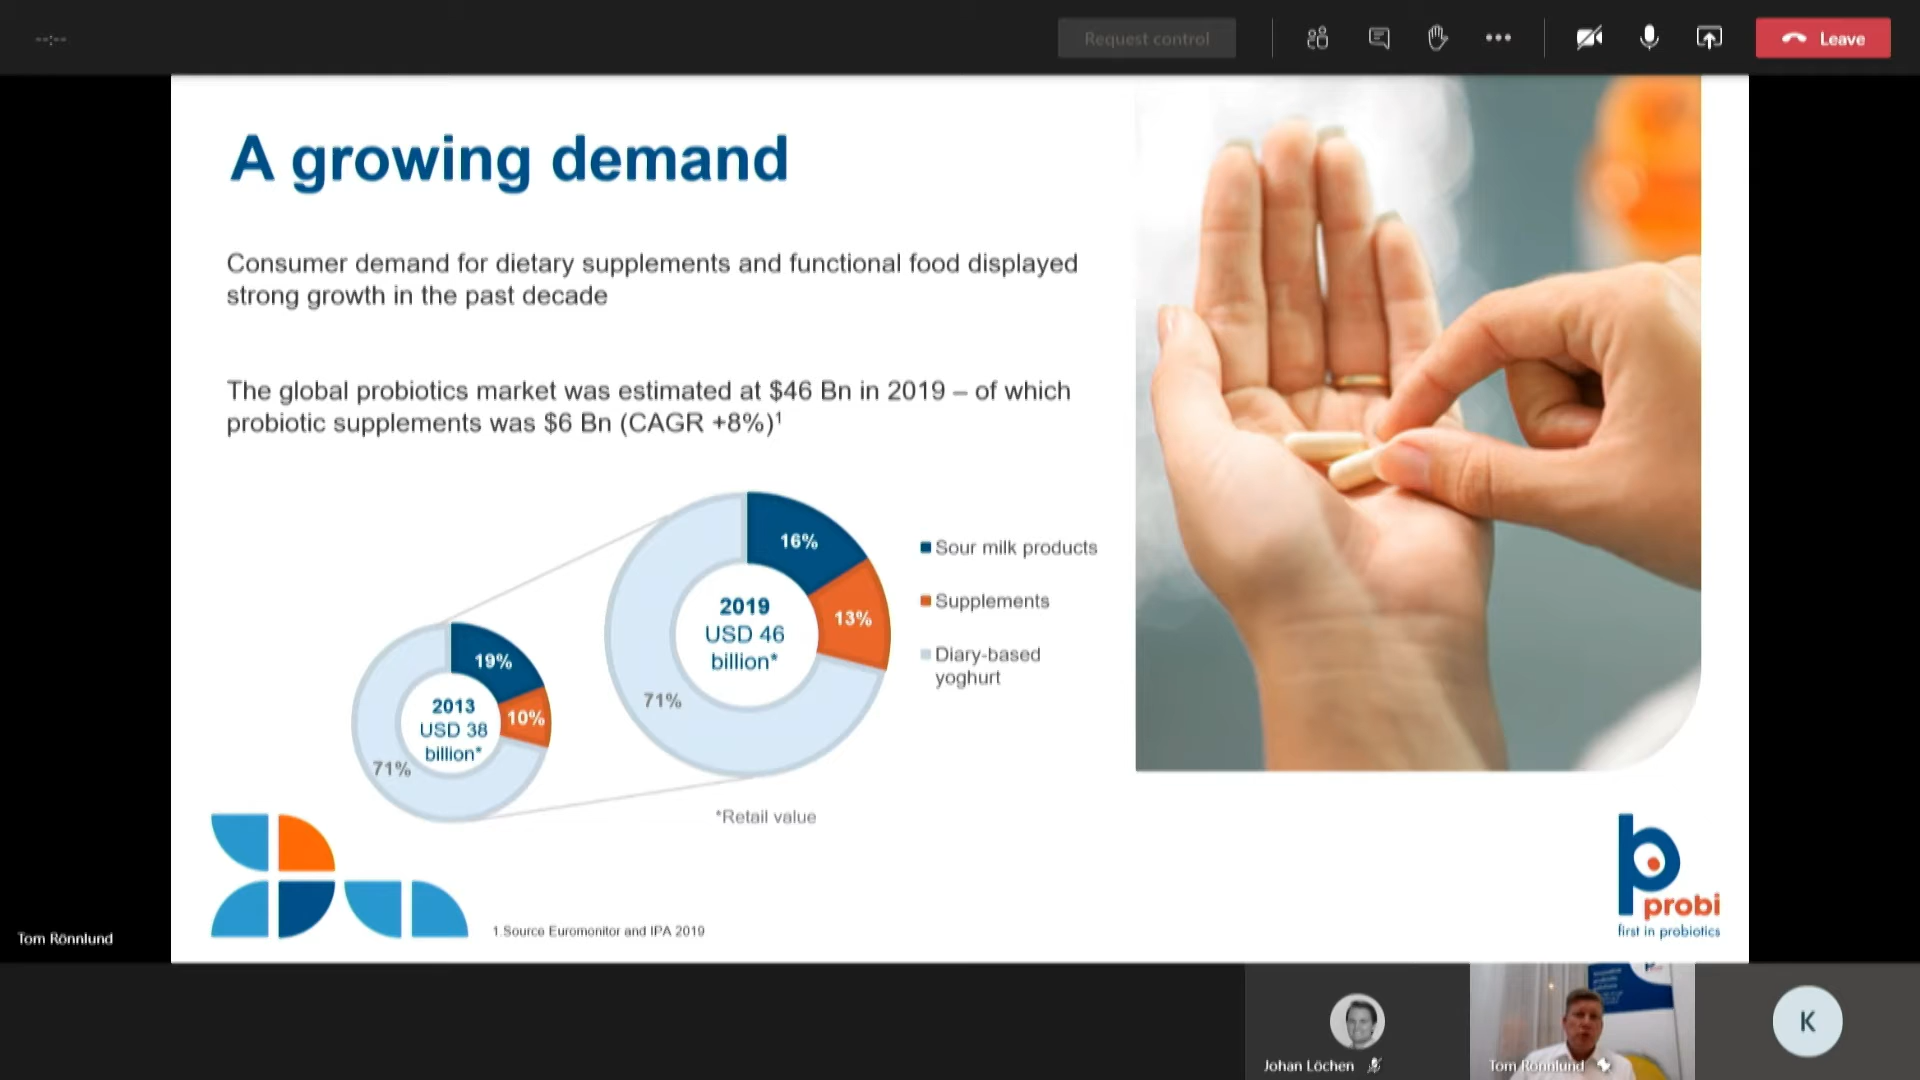 --:--
Request control
Leave
A growing demand
Consumer demand for dietary supplements and functional food displayed
strong growth in the past decade
The global probiotics market was estimated at $46 Bn in 2019 – of which
probiotic supplements was $6 Bn (CAGR +8%)¹
16%
13%
71%
2019
USD 46
billion*
Sour milk products
Supplements
Diary-based
yoghurt
19%
10%
71%
2013
USD 38
billion*
*Retail value
1.Source Euromonitor and IPA 2019
probi
first in probiotics
Tom Rönnlund
Johan Löchen
Tom Rönnlund
K